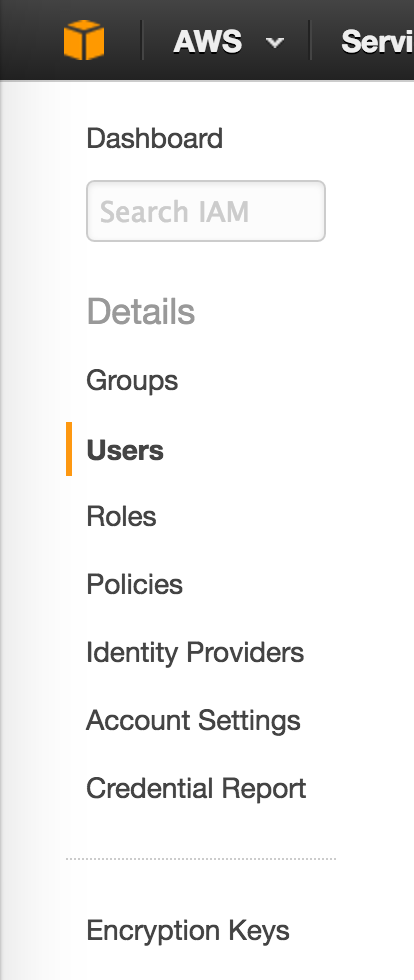 AWS Servi
Dashboard
Search IAM
Details
Groups
Users
Roles
Policies
Identity Providers
Account Settings
Credential Report
Encryption Keys